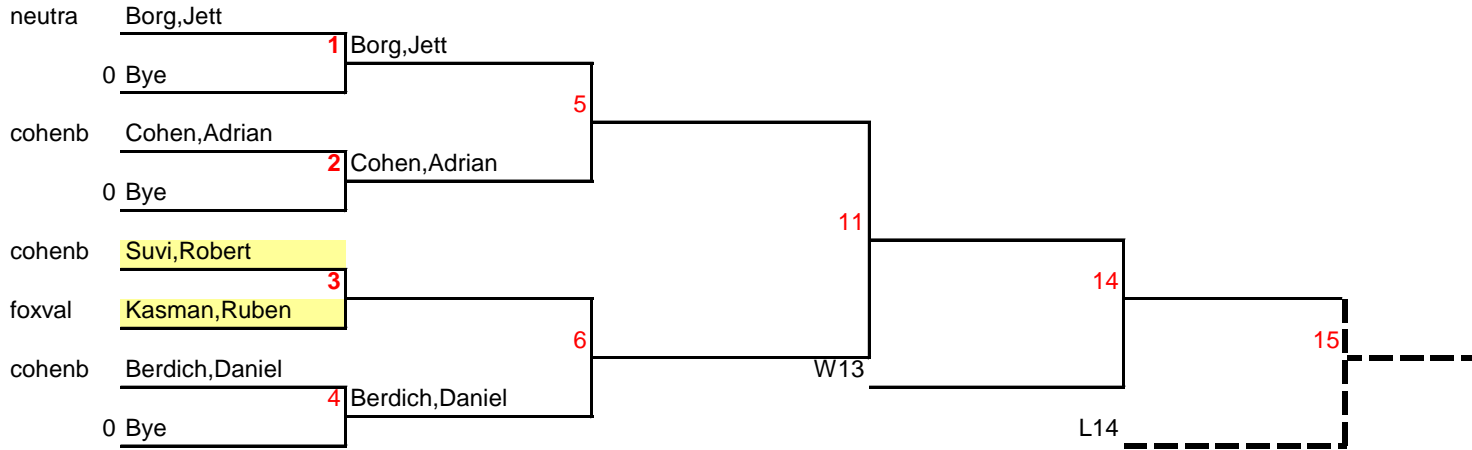 neutra Borg,Jett
1 Borg,Jett
0 Bye
5
cohenb Cohen,Adrian
2 Cohen,Adrian
0 Bye
11
cohenb Suvi,Robert
3
14
foxval Kasman,Ruben
6
15
cohenb Berdich,Daniel
W13
4 Berdich,Daniel
0 Bye
L14